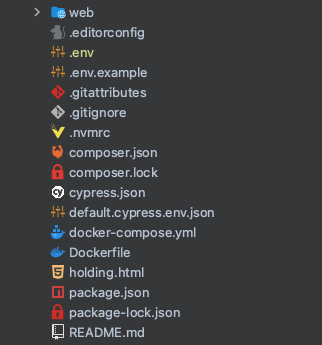 web
.editorconfig
.env
.env.example
.gitattributes
.gitignore
.nvmrc
composer.json
composer.lock
cypress.json
default.cypress.env.json
docker-compose.yml
Dockerfile
holding.html
package.json
package-lock.json
README.md